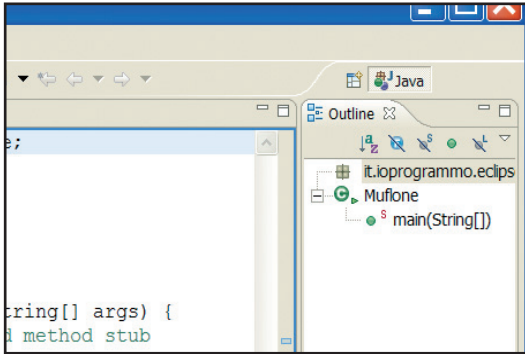 Java
Outline
e;
it.ioprogrammo.eclips
Muflone
main(String[])
tring[] args) {
d method stub